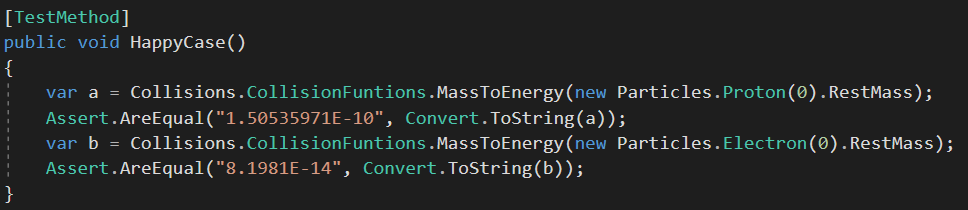 [TestMethod]
public void HappyCase()
{
var a = Collisions.CollisionFuntions.MassToEnergy(new Particles.Proton(0).RestMass);
Assert.AreEqual("1.50535971E-10", Convert.ToString(a));
var b = Collisions.CollisionFuntions.MassToEnergy(new Particles.Electron(0).RestMass);
Assert.AreEqual("8.1981E-14", Convert.ToString(b));
}